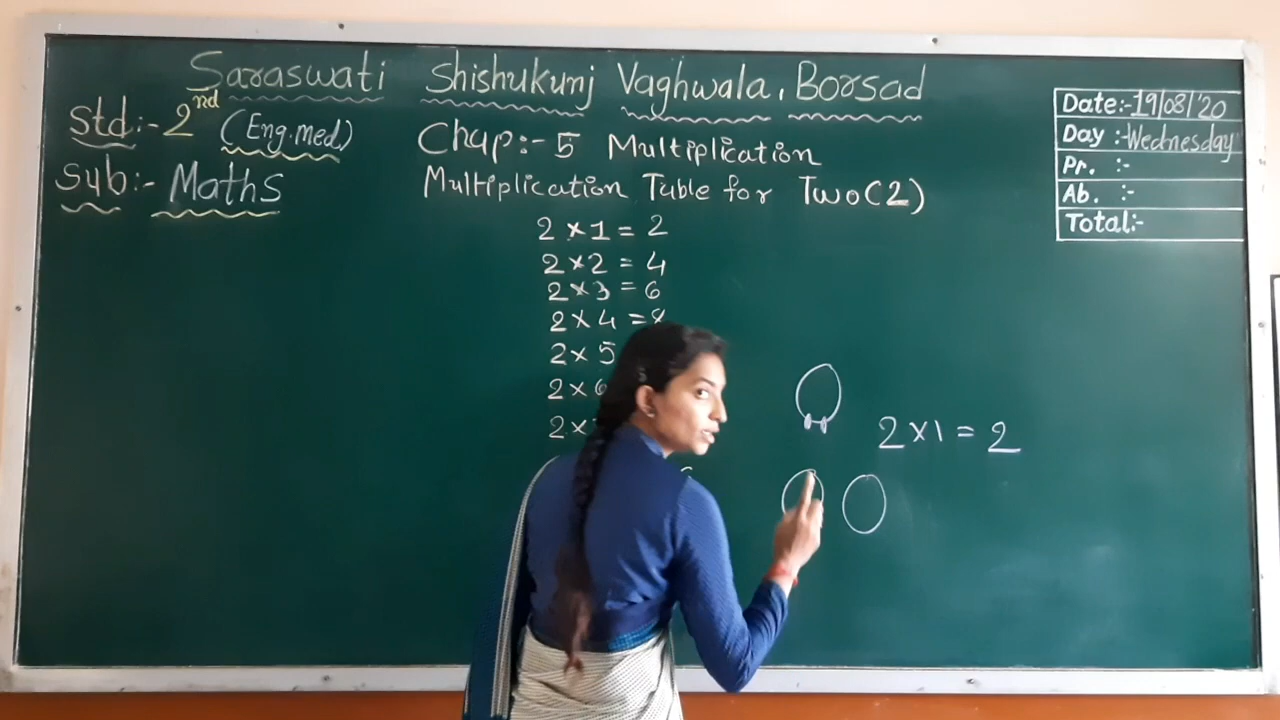 Saraswati Shishukunj Vaghwala, Borsad
Std:- 2nd (Eng.med)
Sub:- Maths
Chap:- 5 Multiplication
Multiplication Table for Two(2)
2 × 1 = 2
2 × 2 = 4
2 × 3 = 6
2 × 4 = 8
2 × 5
2 × 6
2 ×
2 × 1 = 2
Date:- 19/08/'20
Day :- Wednesday
Pr. :-
Ab. :-
Total:-